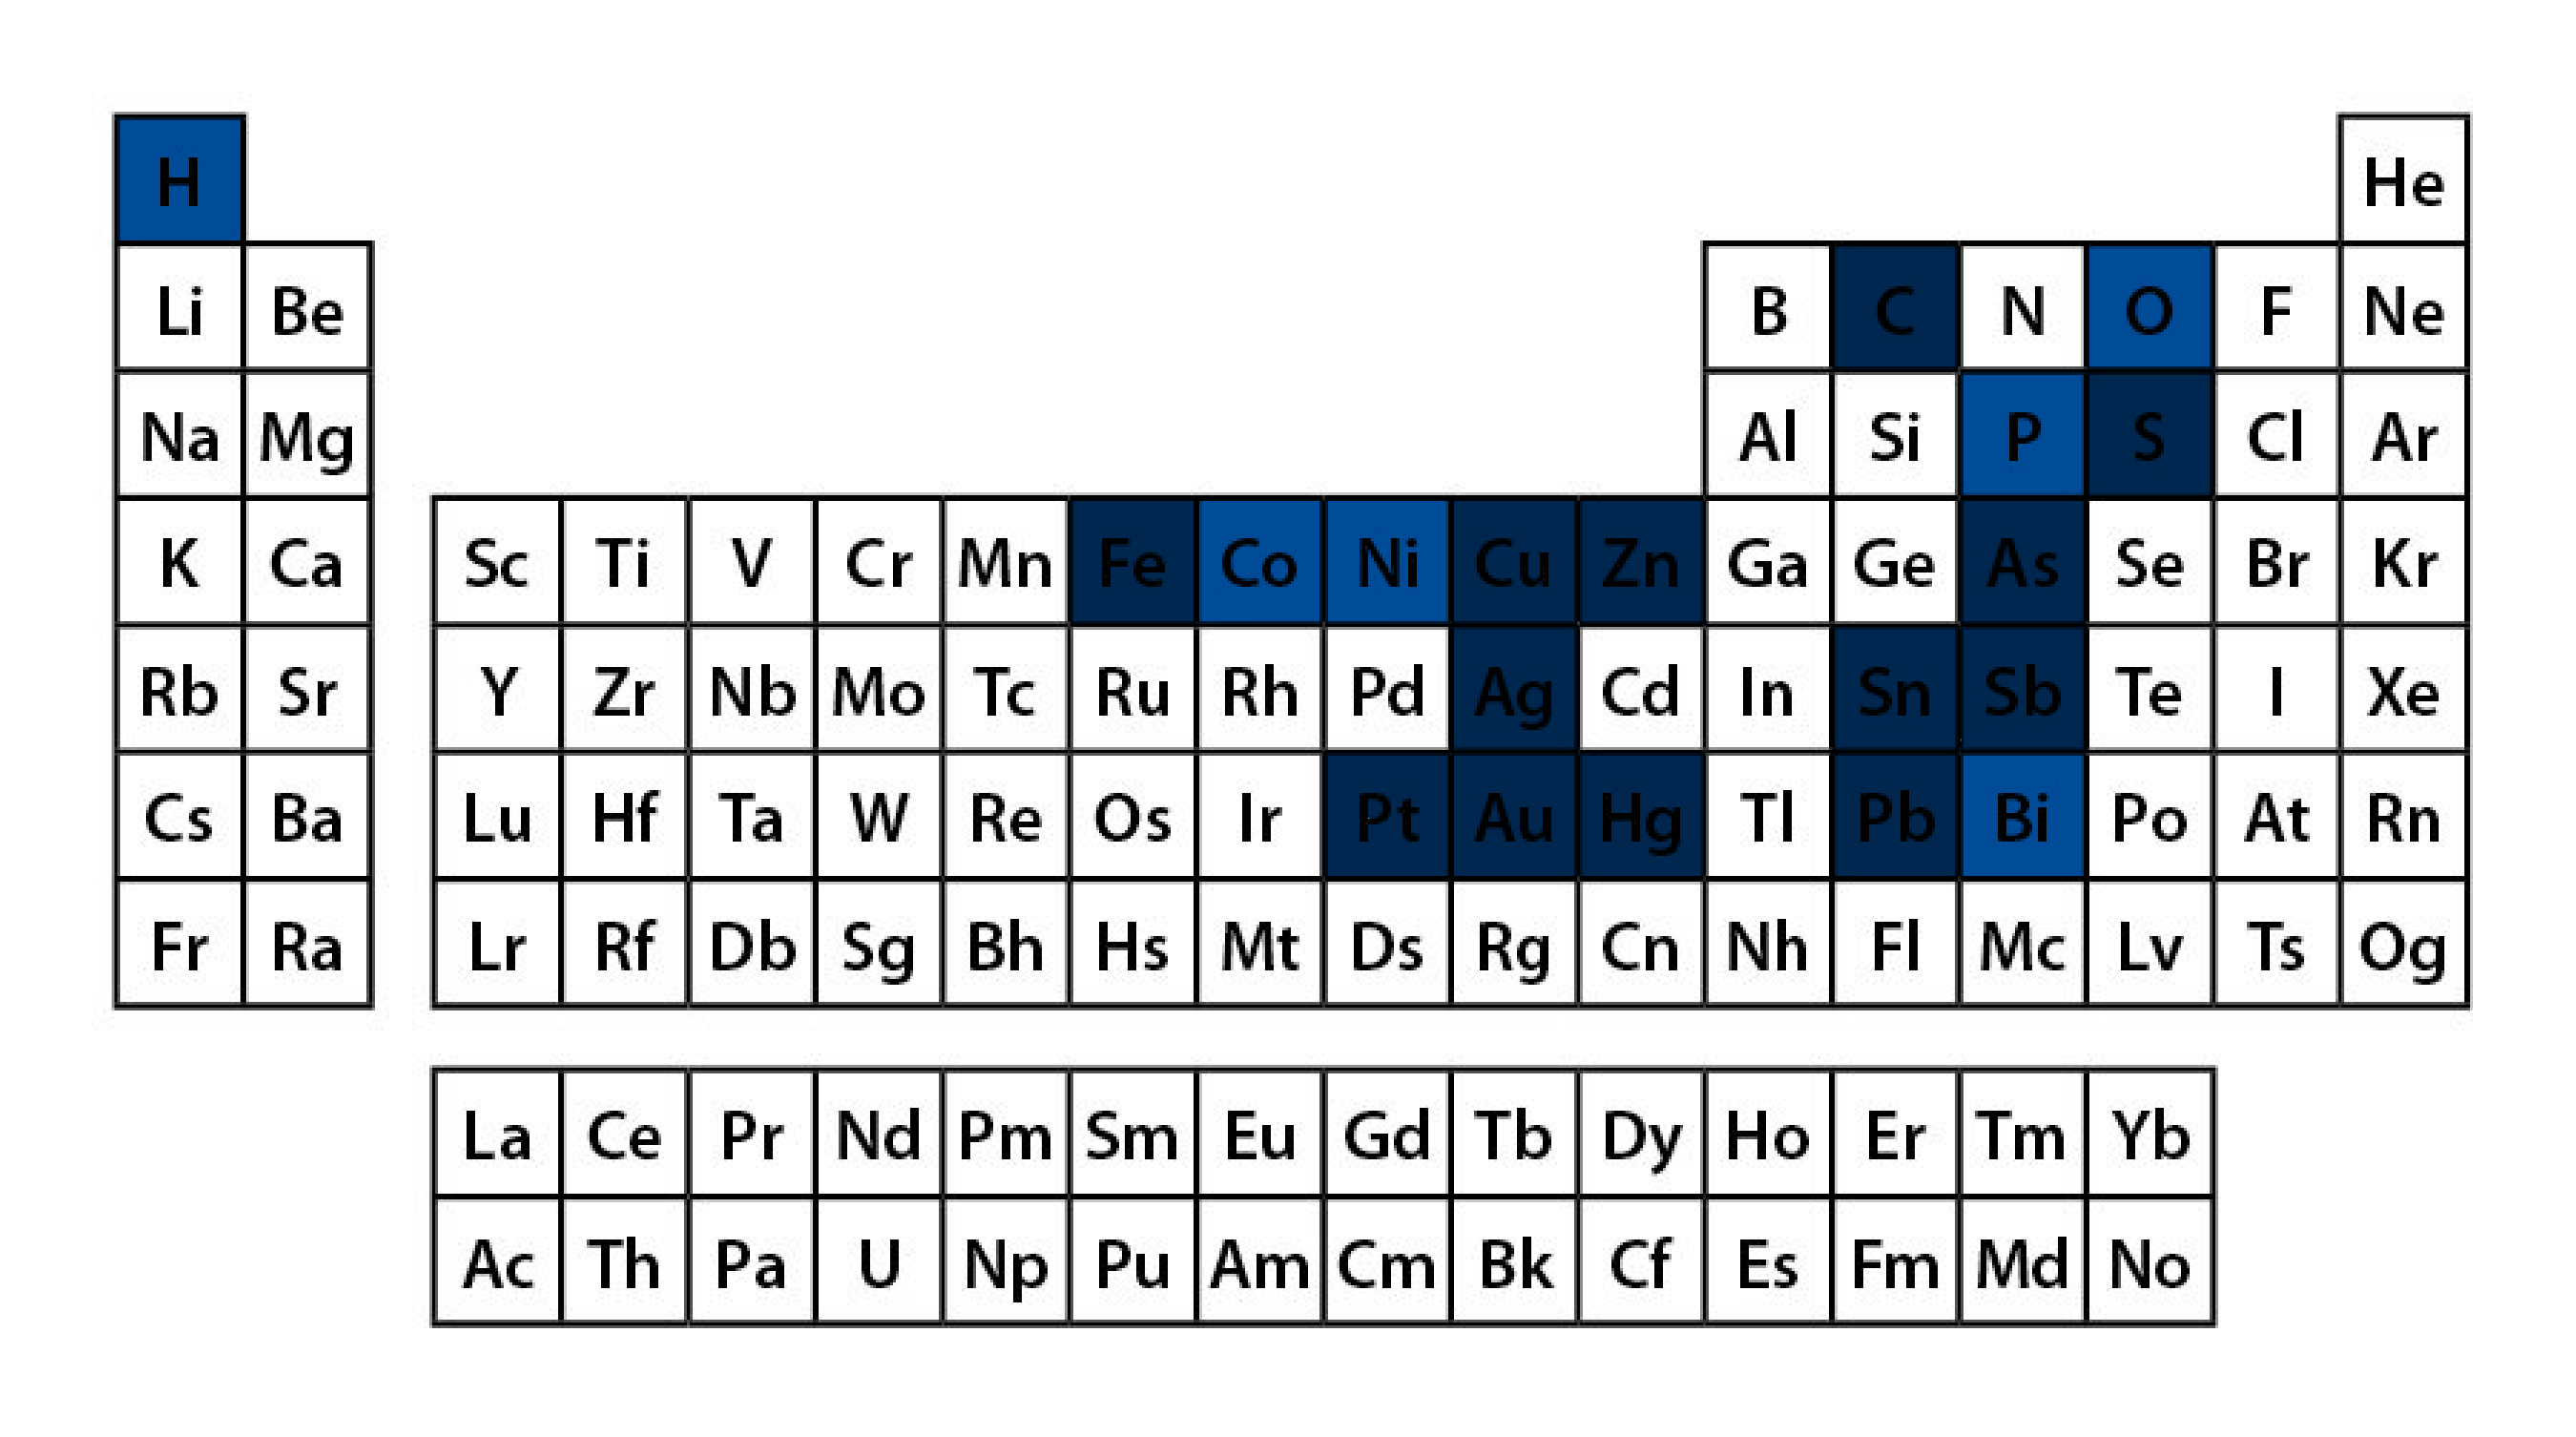 H He
Li Be B C N O F Ne
Na Mg Al Si P S Cl Ar
K Ca Sc Ti V Cr Mn Fe Co Ni Cu Zn Ga Ge As Se Br Kr
Rb Sr Y Zr Nb Mo Tc Ru Rh Pd Ag Cd In Sn Sb Te I Xe
Cs Ba Lu Hf Ta W Re Os Ir Pt Au Hg Tl Pb Bi Po At Rn
Fr Ra Lr Rf Db Sg Bh Hs Mt Ds Rg Cn Nh Fl Mc Lv Ts Og
La Ce Pr Nd Pm Sm Eu Gd Tb Dy Ho Er Tm Yb
Ac Th Pa U Np Pu Am Cm Bk Cf Es Fm Md No